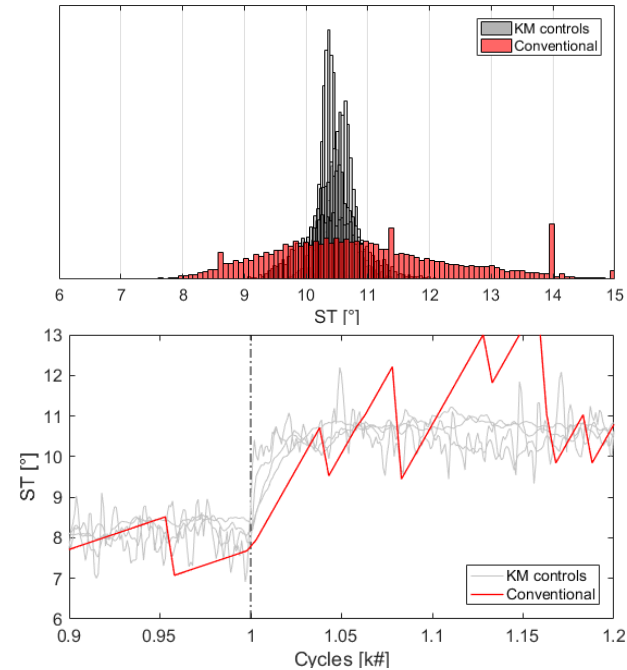 KM controls
Conventional
6 7 8 9 10 11 12 13 14 15
ST [°]
13
12
11
10
9
8
7
6
ST [°]
KM controls
Conventional
0.9 0.95 1 1.05 1.1 1.15 1.2
Cycles [k#]